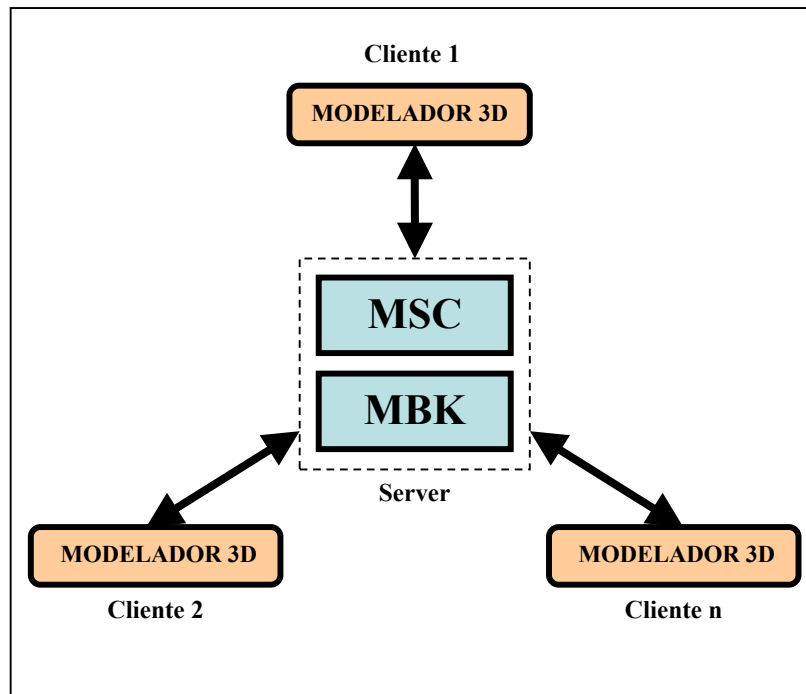 Cliente 1
MODELADOR 3D
MSC
MBK
Server
MODELADOR 3D
Cliente 2
MODELADOR 3D
Cliente n